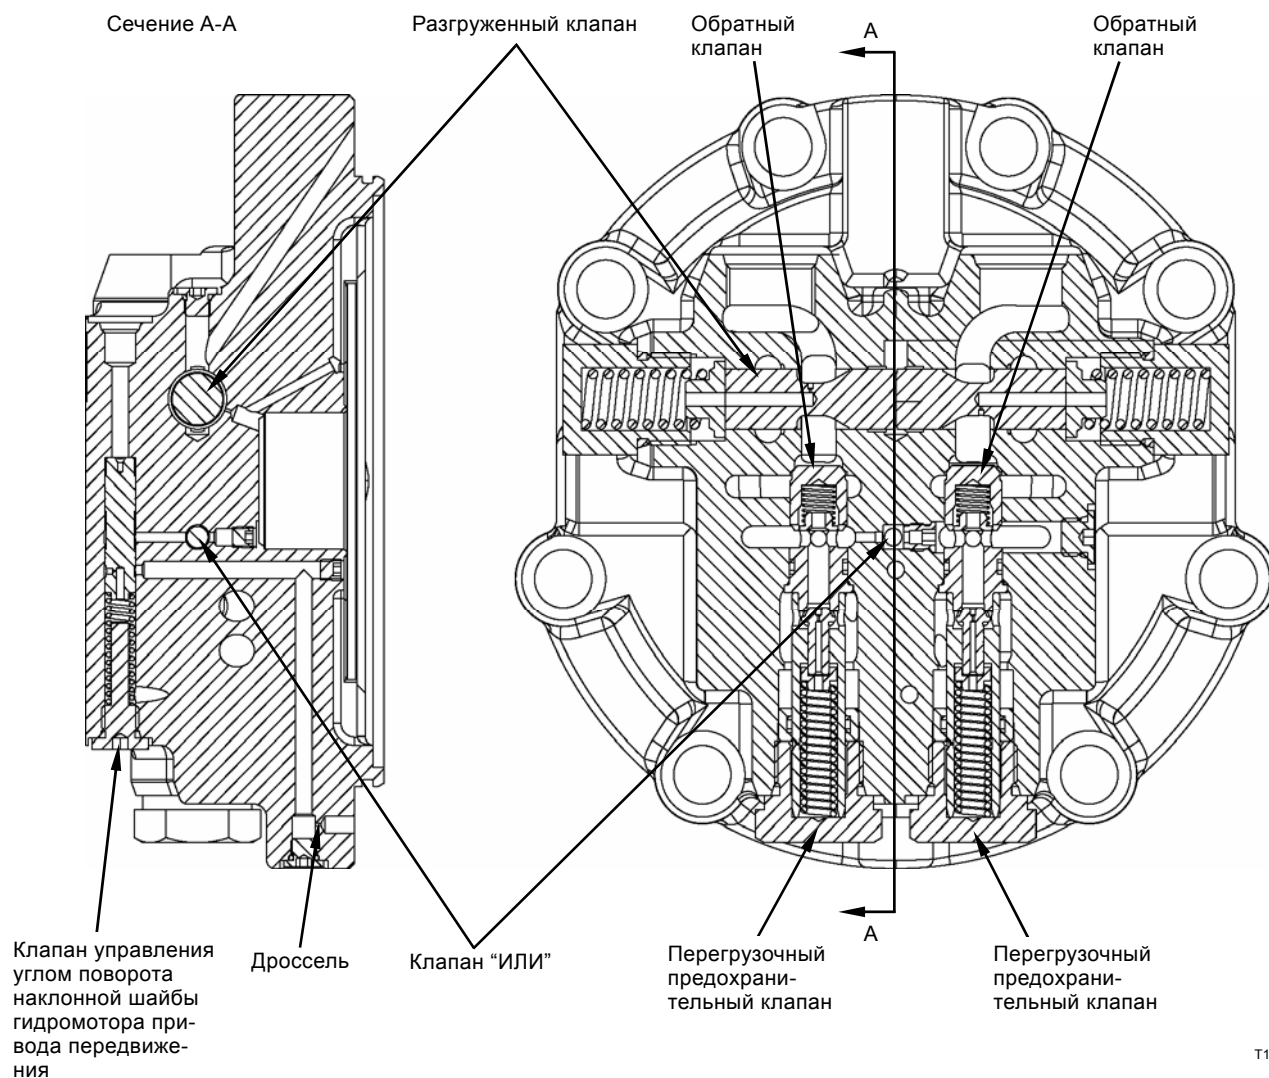 Сечение А-А
Разгруженный клапан
Обратный
клапан
А
Обратный
клапан
А
Клапан управления
углом поворота
наклонной шайбы
гидромотора при-
вода передвиже-
ния
Дроссель
Клапан “ИЛИ”
Перегрузочный
предохрани-
тельный клапан
Перегрузочный
предохрани-
тельный клапан
T1